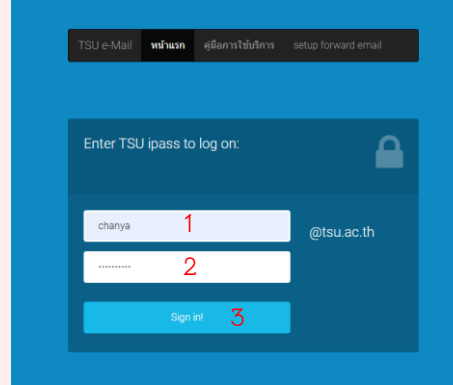 TSU e-Mail หน้าแรก คู่มือการใช้บริการ setup forward email
Enter TSU ipass to log on:
chanya 1 @tsu.ac.th
.......... 2
Sign in! 3